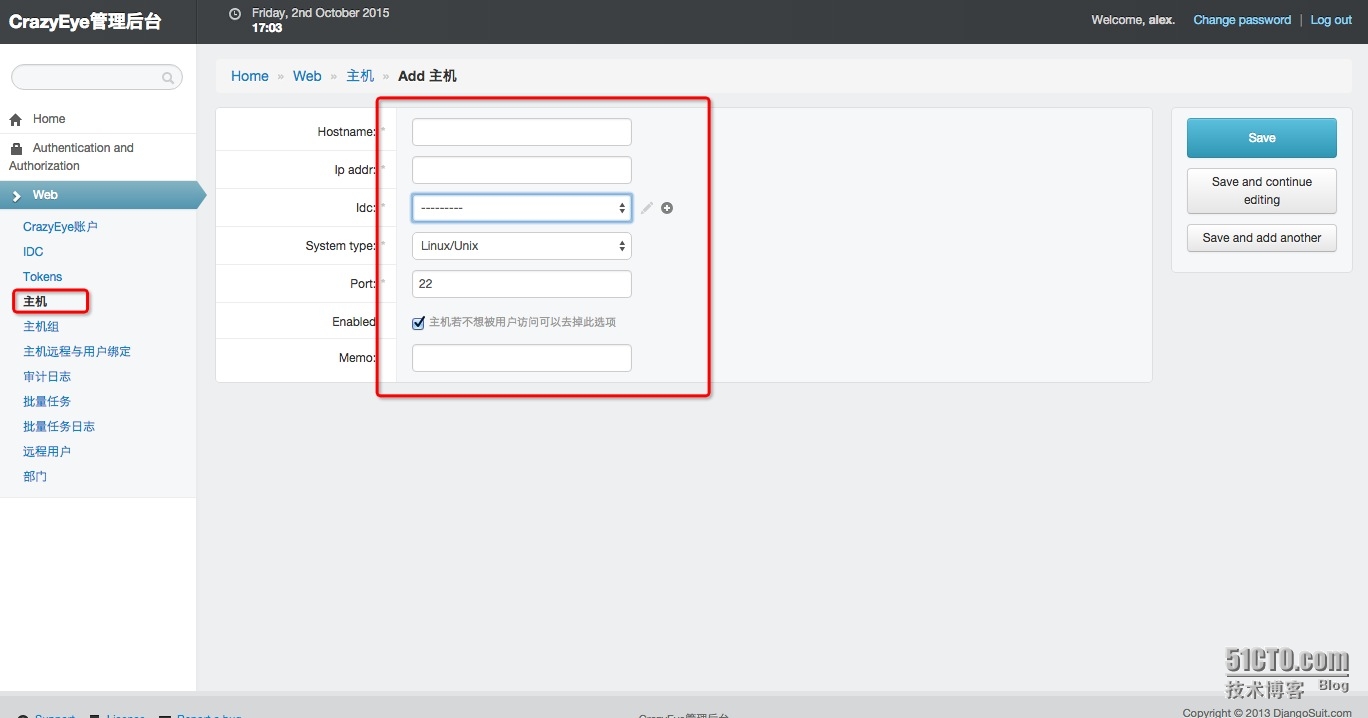 CrazyEye管理后台
Friday, 2nd October 2015
17:03
Welcome, alex. Change password | Log out
Home » Web » 主机 » Add 主机
Home
Authentication and
Authorization
Web
CrazyEye账户
IDC
Tokens
主机
主机组
主机远程与用户绑定
审计日志
批量任务
批量任务日志
远程用户
部门
Hostname: *
Ip addr: *
Idc: * ---------
System type: * Linux/Unix
Port: * 22
Enabled 主机若不想被用户访问可以去掉此选项
Memo:
Save
Save and continue
editing
Save and add another
51CTO.com
技术博客 Blog
Support License Report a bug
CrazyEye管理后台
Copyright © 2013 DjangoSuit.com